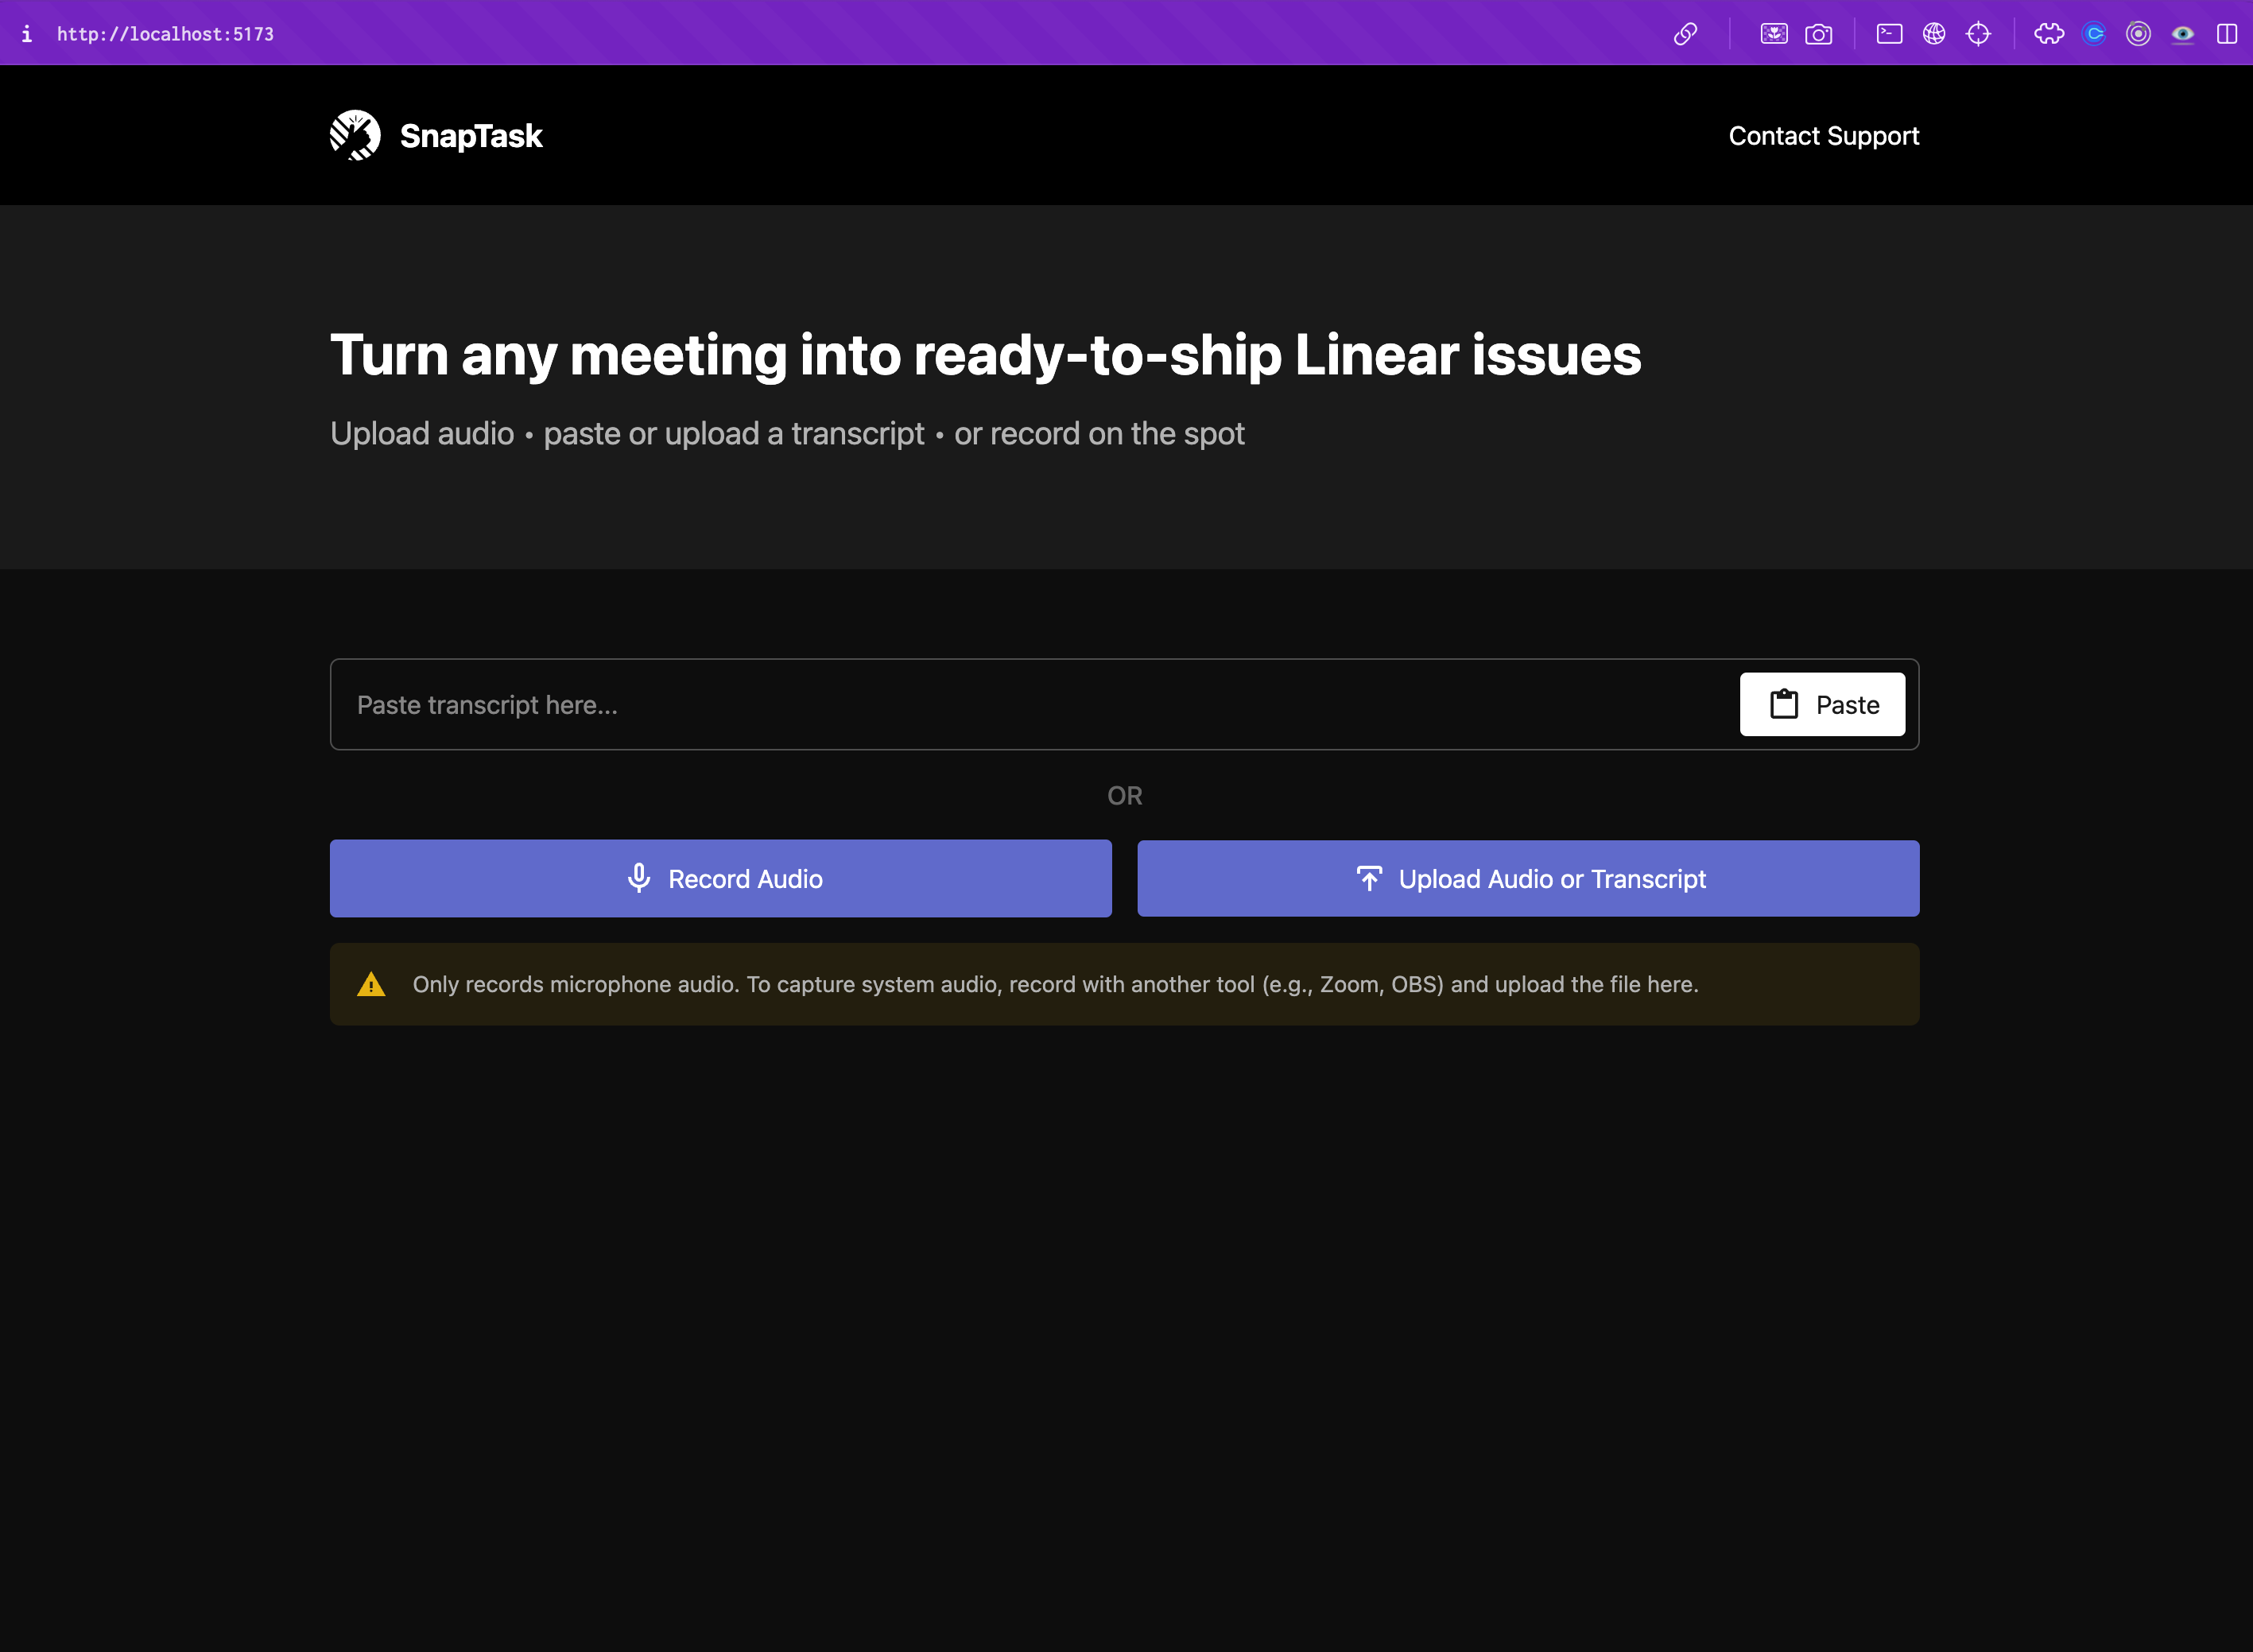 http://localhost:5173
SnapTask
Contact Support
Turn any meeting into ready-to-ship Linear issues
Upload audio • paste or upload a transcript • or record on the spot
Paste transcript here...
Paste
OR
Record Audio
Upload Audio or Transcript
Only records microphone audio. To capture system audio, record with another tool (e.g., Zoom, OBS) and upload the file here.